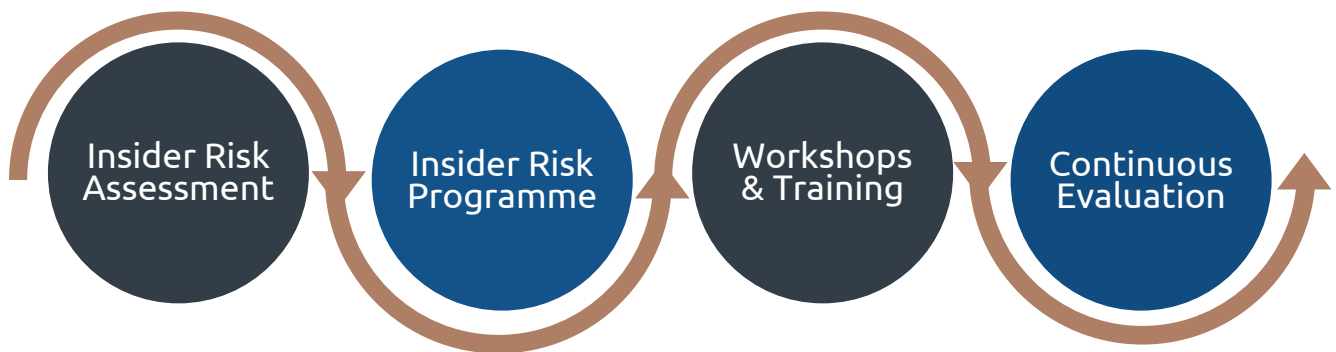 Insider Risk
Assessment
Insider Risk
Programme
Workshops
& Training
Continuous
Evaluation